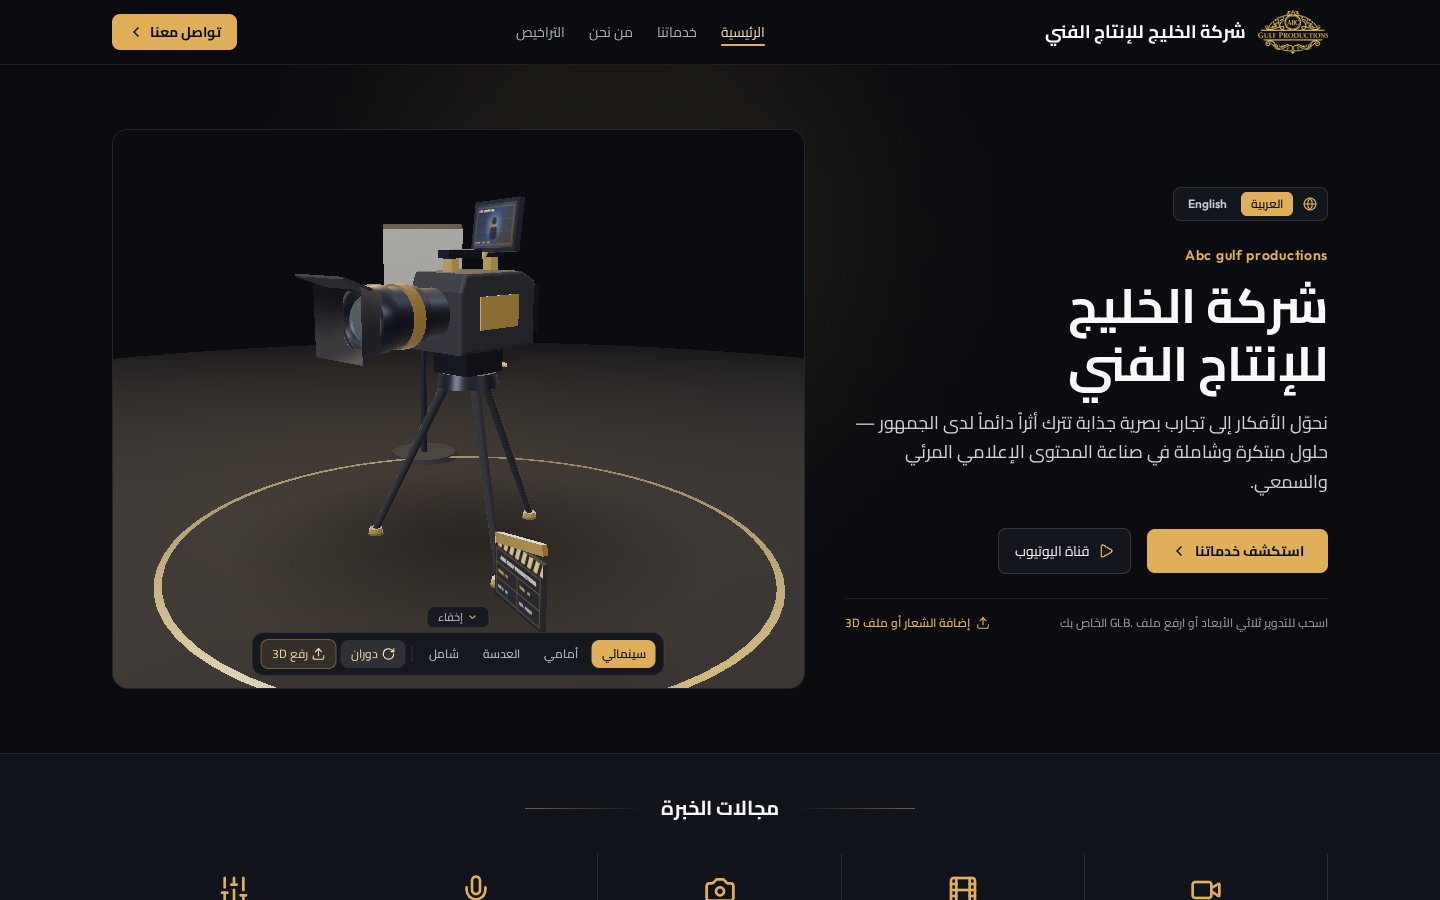 ABC
GULF PRODUCTIONS
شركة الخليج للإنتاج الفني
الرئيسية
خدماتنا
من نحن
التراخيص
تواصل معنا
العربية
English
Abc gulf productions
شركة الخليج
للإنتاج الفني
نحوّل الأفكار إلى تجارب بصرية جذابة تترك أثراً دائماً لدى الجمهور —
حلول مبتكرة وشاملة في صناعة المحتوى الإعلامي المرئي
والسمعي.
استكشف خدماتنا
قناة اليوتيوب
اسحب للتدوير ثلاثي الأبعاد أو ارفع ملف .GLB الخاص بك
إضافة الشعار أو ملف 3D
إخفاء
سينمائي
أمامي
العدسة
شامل
دوران
رفع 3D
مجالات الخبرة